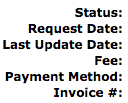 Status:
Request Date:
Last Update Date:
Fee:
Payment Method:
Invoice #: